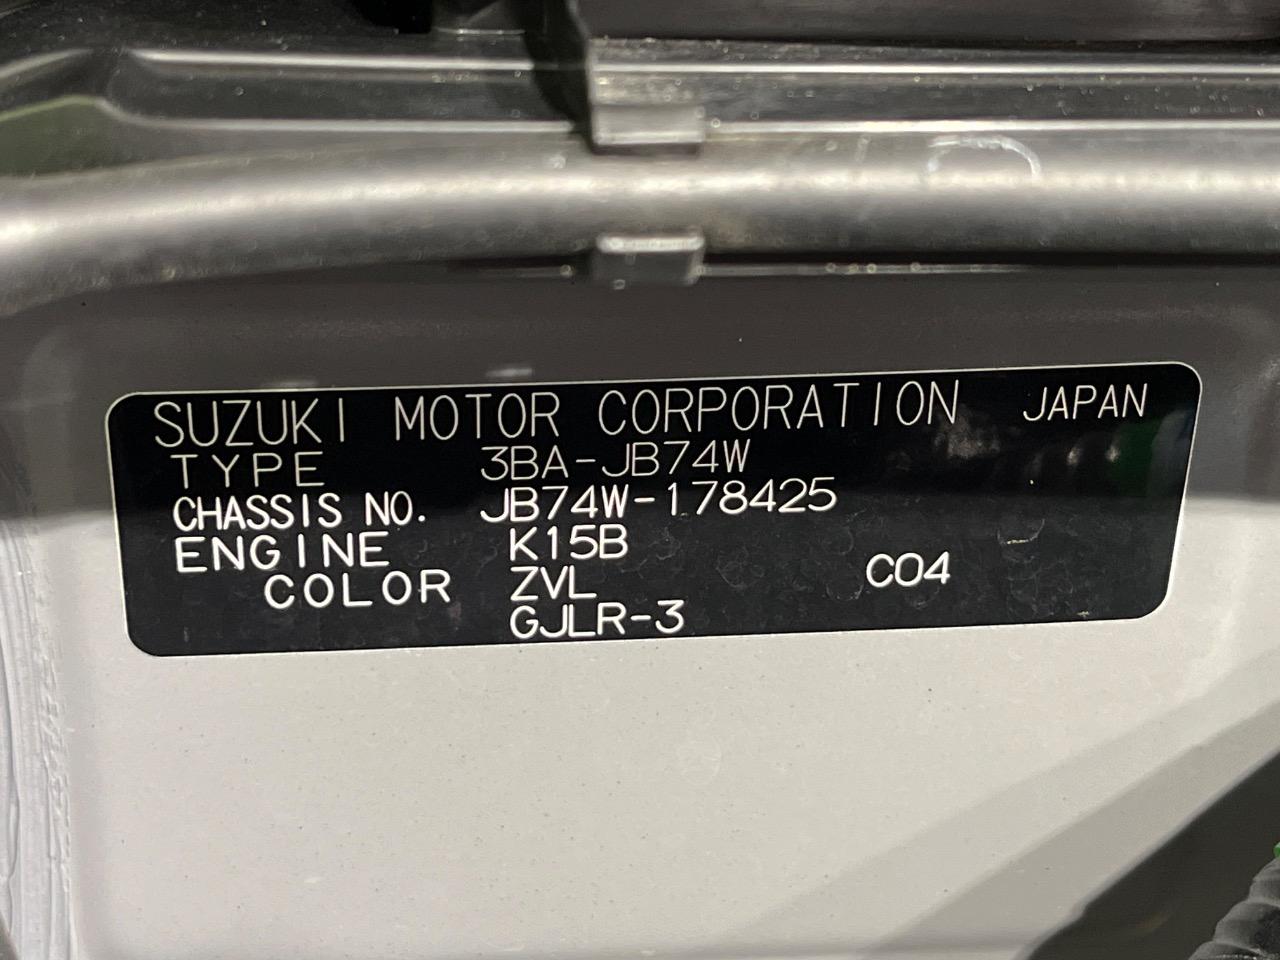 SUZUKI MOTOR CORPORATION JAPAN
TYPE 3BA-JB74W
CHASSIS NO. JB74W-178425
ENGINE K15B
COLOR ZVL C04
GJLR-3